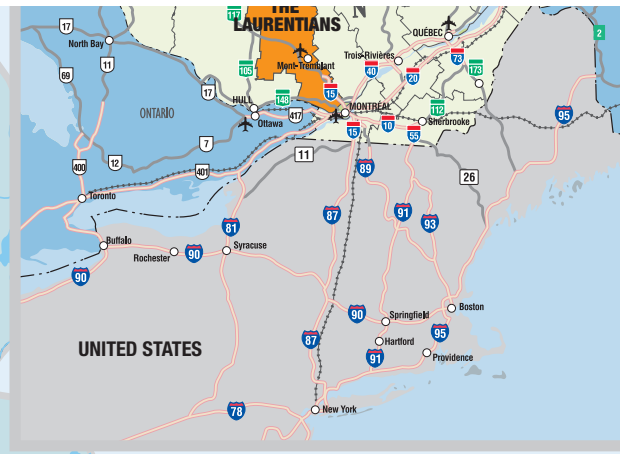 THE
LAURENTIANS
N
117
17
North Bay
11
69
105
Mont-Tremblant
QUÉBEC
Trois-Rivières
73
2
40
20
173
15
17
HULL
148
417
Ottawa
MONTRÉAL
112
Sherbrooke
ONTARIO
15
10
55
95
7
12
11
89
26
400
401
Toronto
87
91
93
81
Buffalo
Rochester
90
Syracuse
90
90
Boston
Springfield
UNITED STATES
87
95
Hartford
91
Providence
78
New York